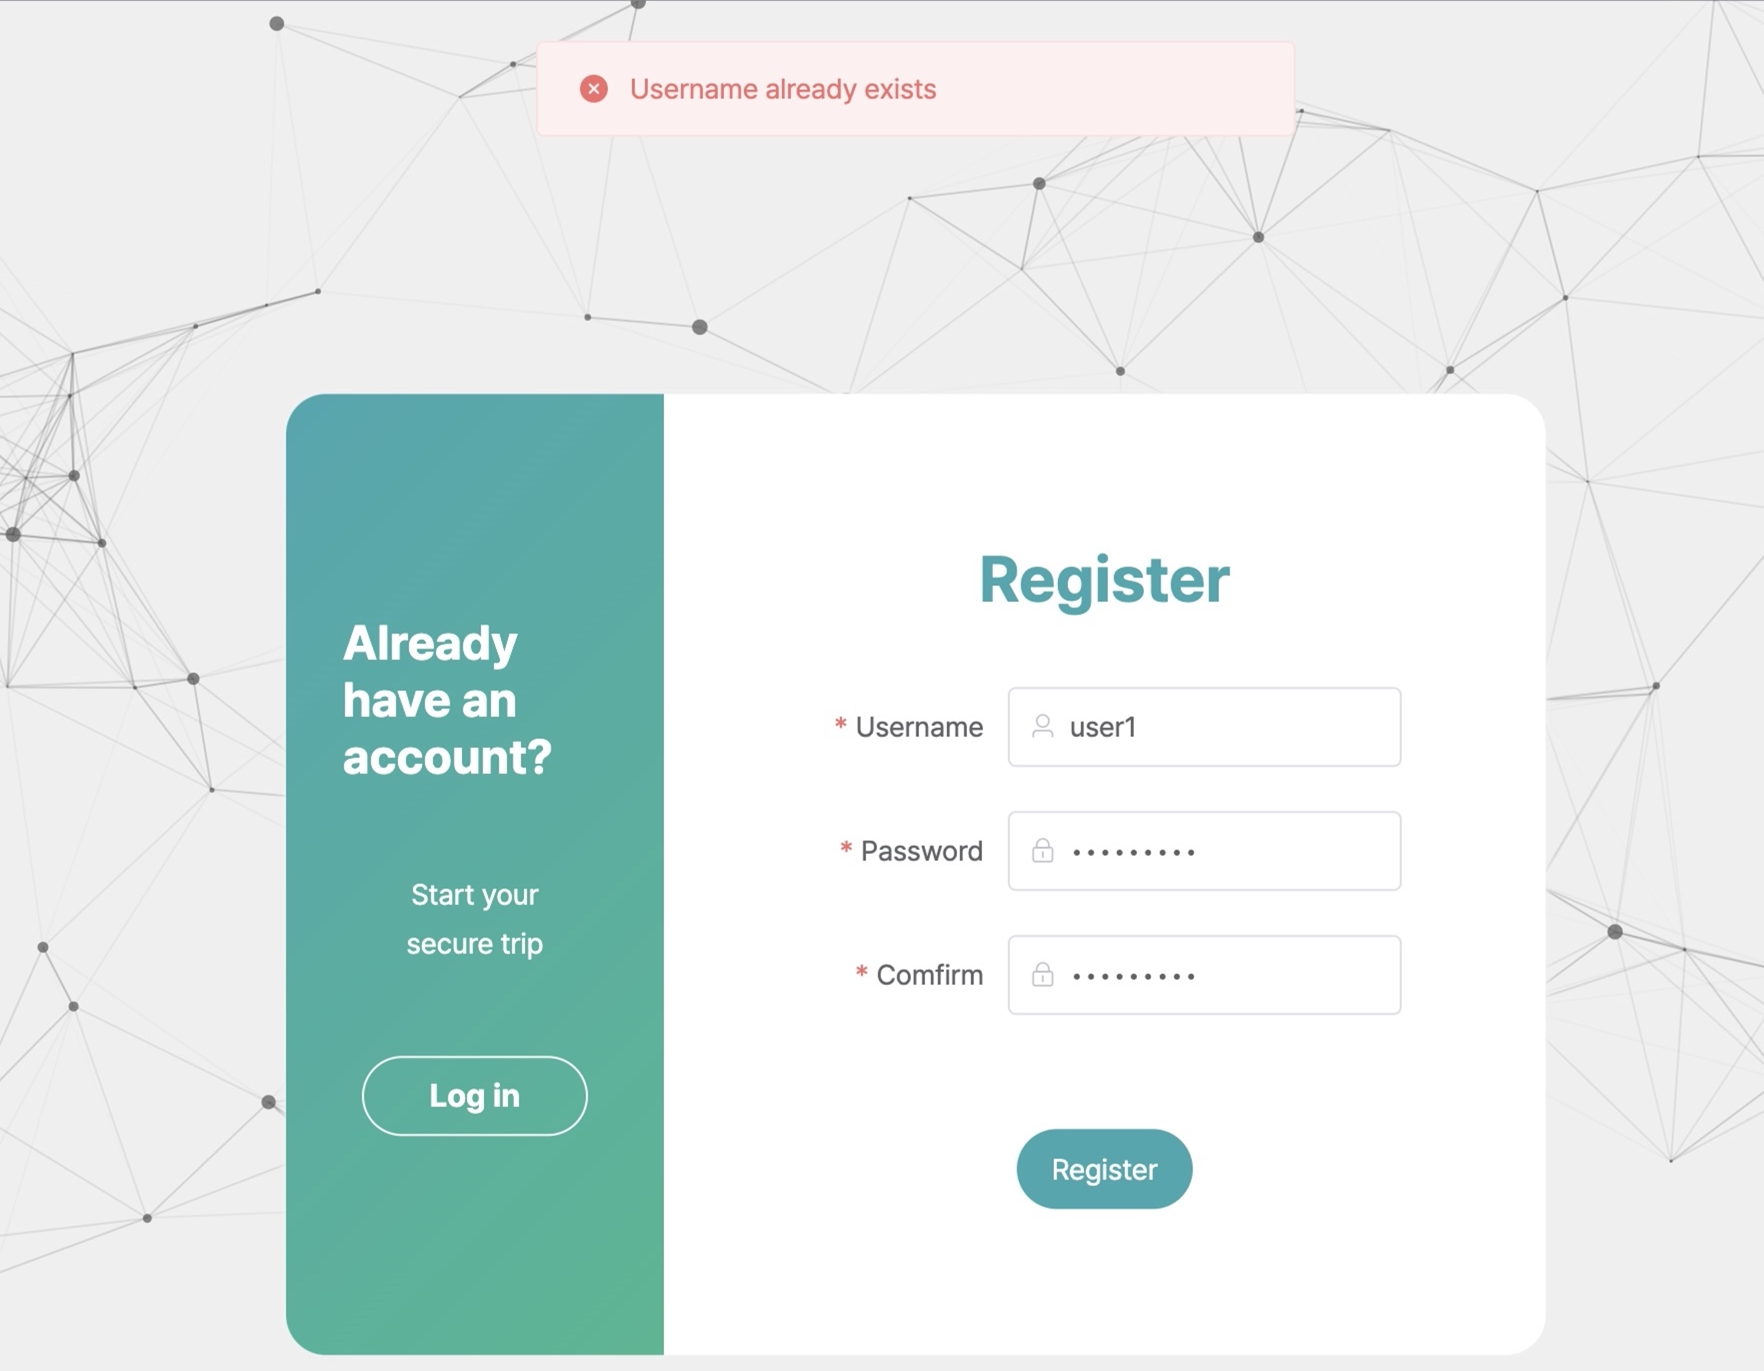 Username already exists
Already
have an
account?
Start your
secure trip
Log in
Register
* Username
user1
* Password
•••••••••
* Comfirm
•••••••••
Register